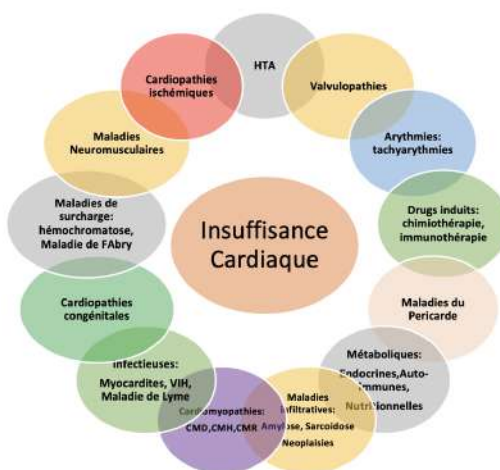 HTA
Valvulopathies
Arythmies:
tachyarythmies
Drugs induits:
chimiothérapie,
immunothérapie
Maladies du
Pericarde
Métaboliques:
Endocrines,Auto-
immunes,
Nutritionnelles
Maladies
infiltratives:
Amylose, Sarcoidose
Neoplaisies
Cardiomyopathies:
CMD,CMH,CMR
Infectieuses:
Myocardites, VIH,
Maladie de Lyme
Cardiopathies
congénitales
Maladies de
surcharge:
hémochromatose,
Maladie de FAbry
Maladies
Neuromusculaires
Cardiopathies
ischémiques
Insuffisance
Cardiaque